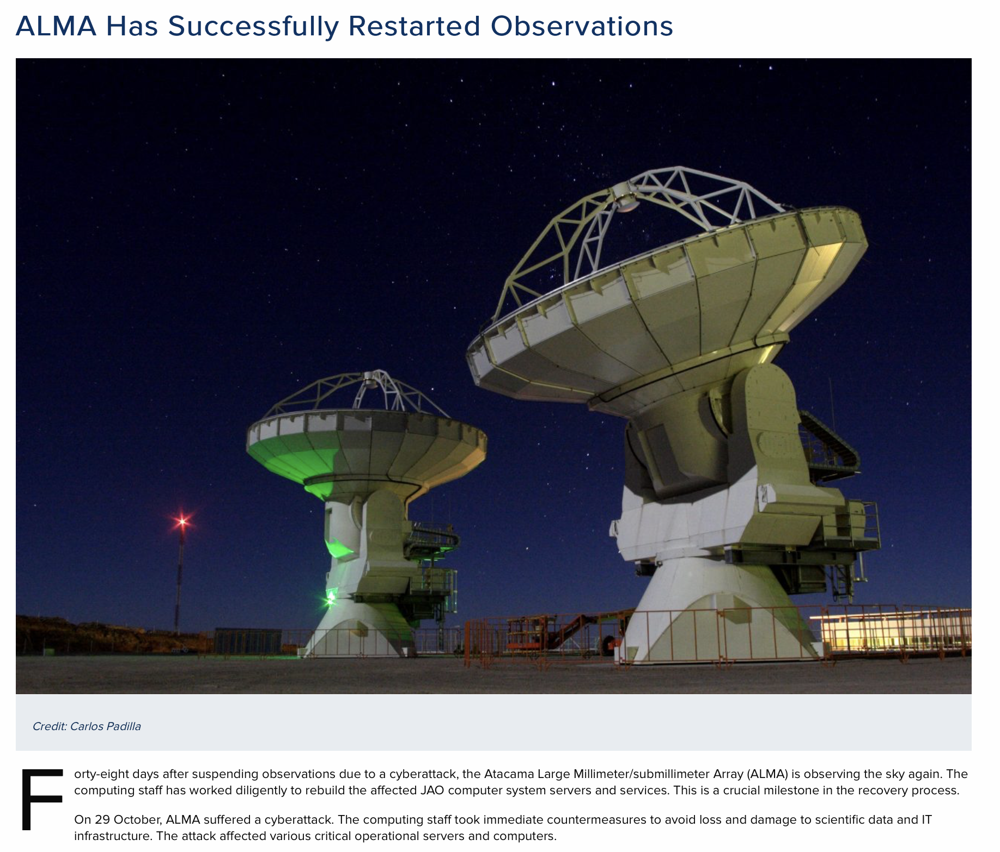 ALMA Has Successfully Restarted Observations
Credit: Carlos Padilla
Forty-eight days after suspending observations due to a cyberattack, the Atacama Large Millimeter/submillimeter Array (ALMA) is observing the sky again. The
computing staff has worked diligently to rebuild the affected JAO computer system servers and services. This is a crucial milestone in the recovery process.
On 29 October, ALMA suffered a cyberattack. The computing staff took immediate countermeasures to avoid loss and damage to scientific data and IT
infrastructure. The attack affected various critical operational servers and computers.